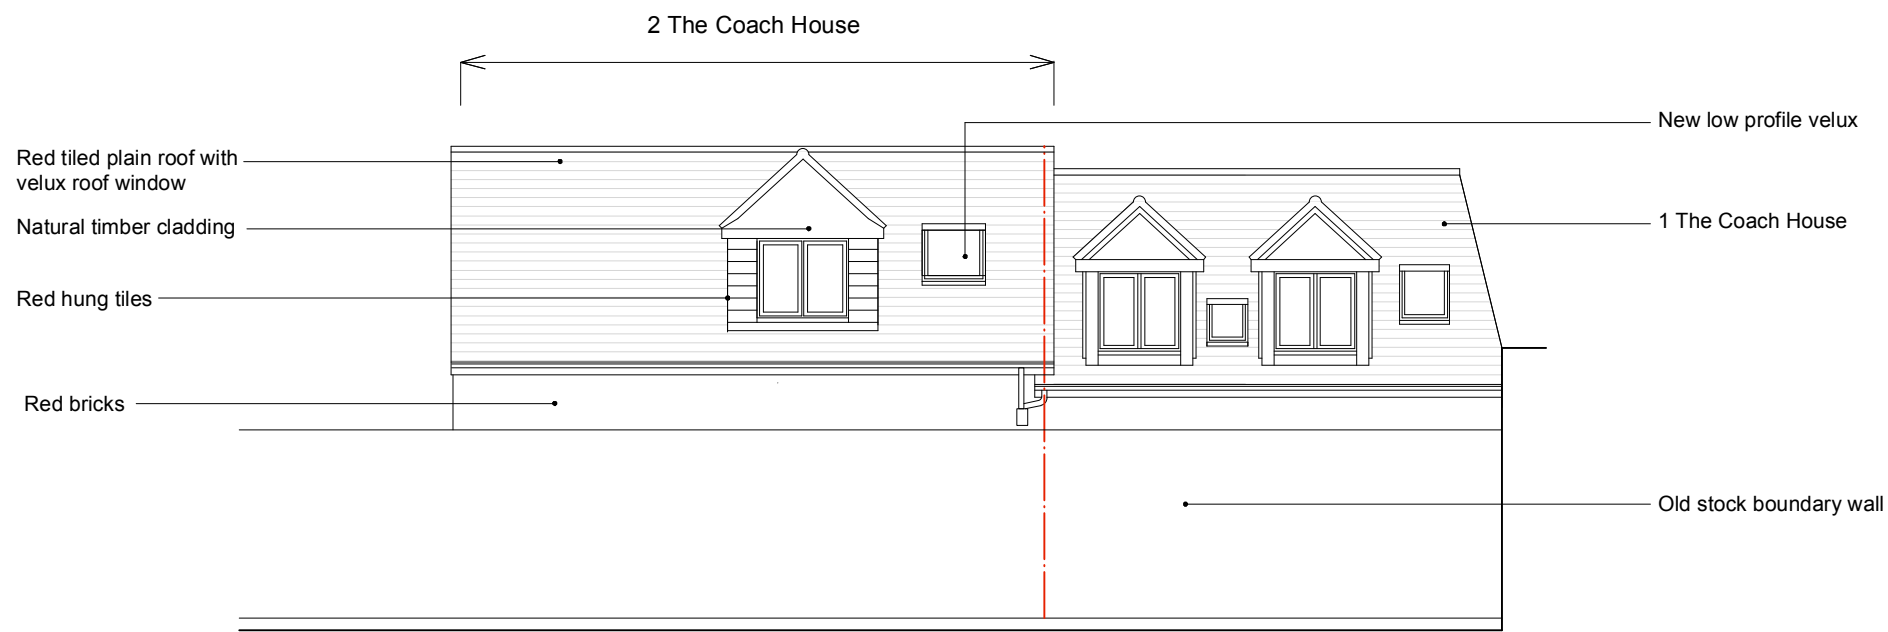 2 The Coach House
New low profile velux
Red tiled plain roof with
velux roof window
1 The Coach House
Natural timber cladding
Red hung tiles
Red bricks
Old stock boundary wall